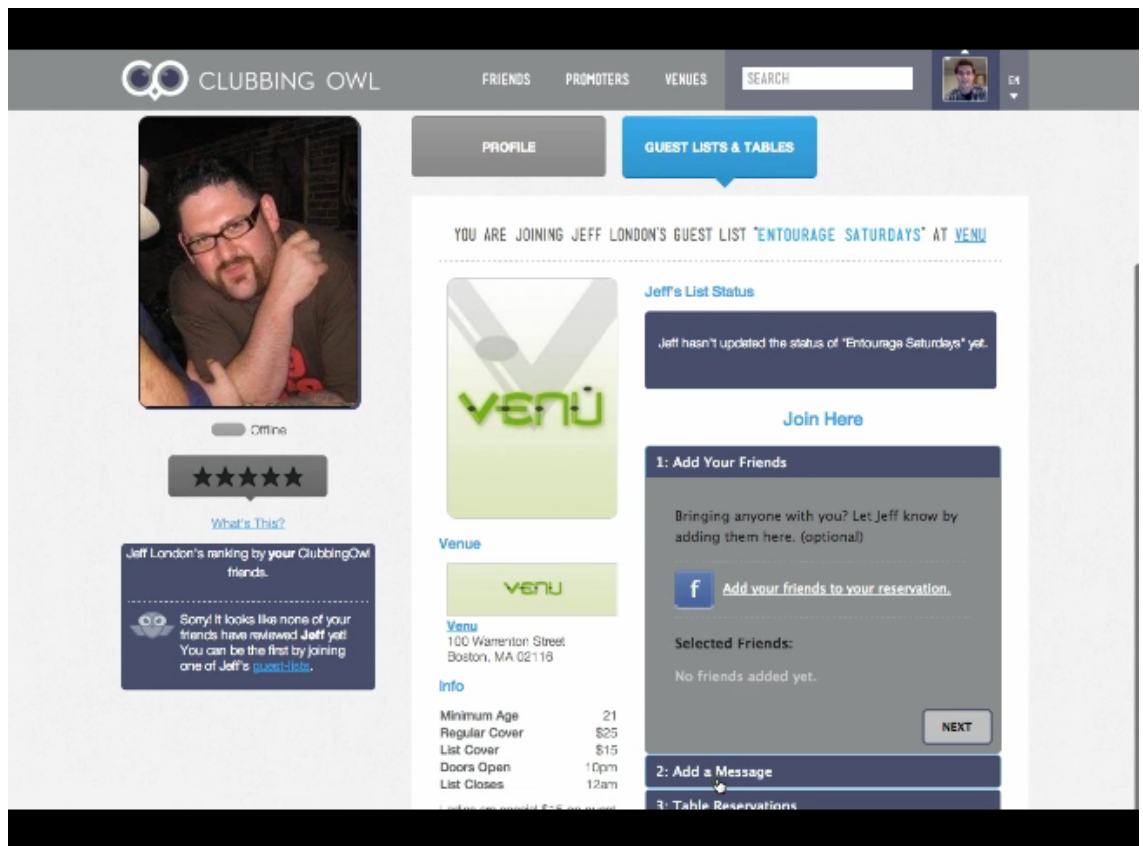 CLUBBING OWL
FRIENDS PROMOTERS VENUES SEARCH EN
PROFILE
GUEST LISTS & TABLES
YOU ARE JOINING JEFF LONDON'S GUEST LIST "ENTOURAGE SATURDAYS" AT VENU
Offline
What's This?
Jeff London's ranking by your ClubbingOwl
friends.
Sorry! It looks like none of your
friends have reviewed Jeff yet!
You can be the first by joining
one of Jeff's guest-lists.
VENU
Venue
VENU
Venu
100 Warrenton Street
Boston, MA 02116
Info
Minimum Age 21
Regular Cover $25
List Cover $15
Doors Open 10pm
List Closes 12am
Jeff's List Status
Jeff hasn't updated the status of "Entourage Saturdays" yet.
Join Here
1: Add Your Friends
Bringing anyone with you? Let Jeff know by
adding them here. (optional)
f Add your friends to your reservation.
Selected Friends:
No friends added yet.
NEXT
2: Add a Message
3: Table Reservations